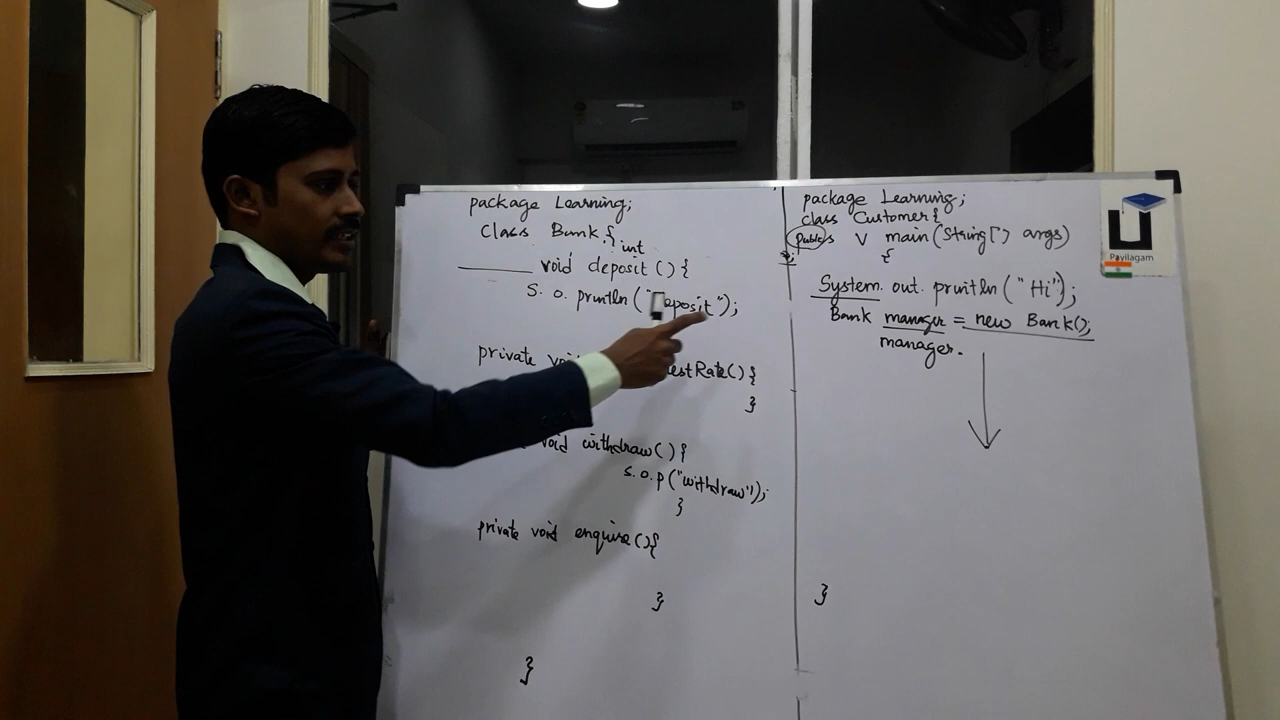 package Learning;
Class Bank {
int
void deposit () {
S. o. println ("Deposit");
private void
estRate() {
}
void withdraw () {
s. o. p ("withdraw");
}
private void enquire () {
}
}
package Learning;
class Customer {
public s V main (String[] args)
{
System. out. println ("Hi");
Bank manager = new Bank();
manager.
}
Payilagam